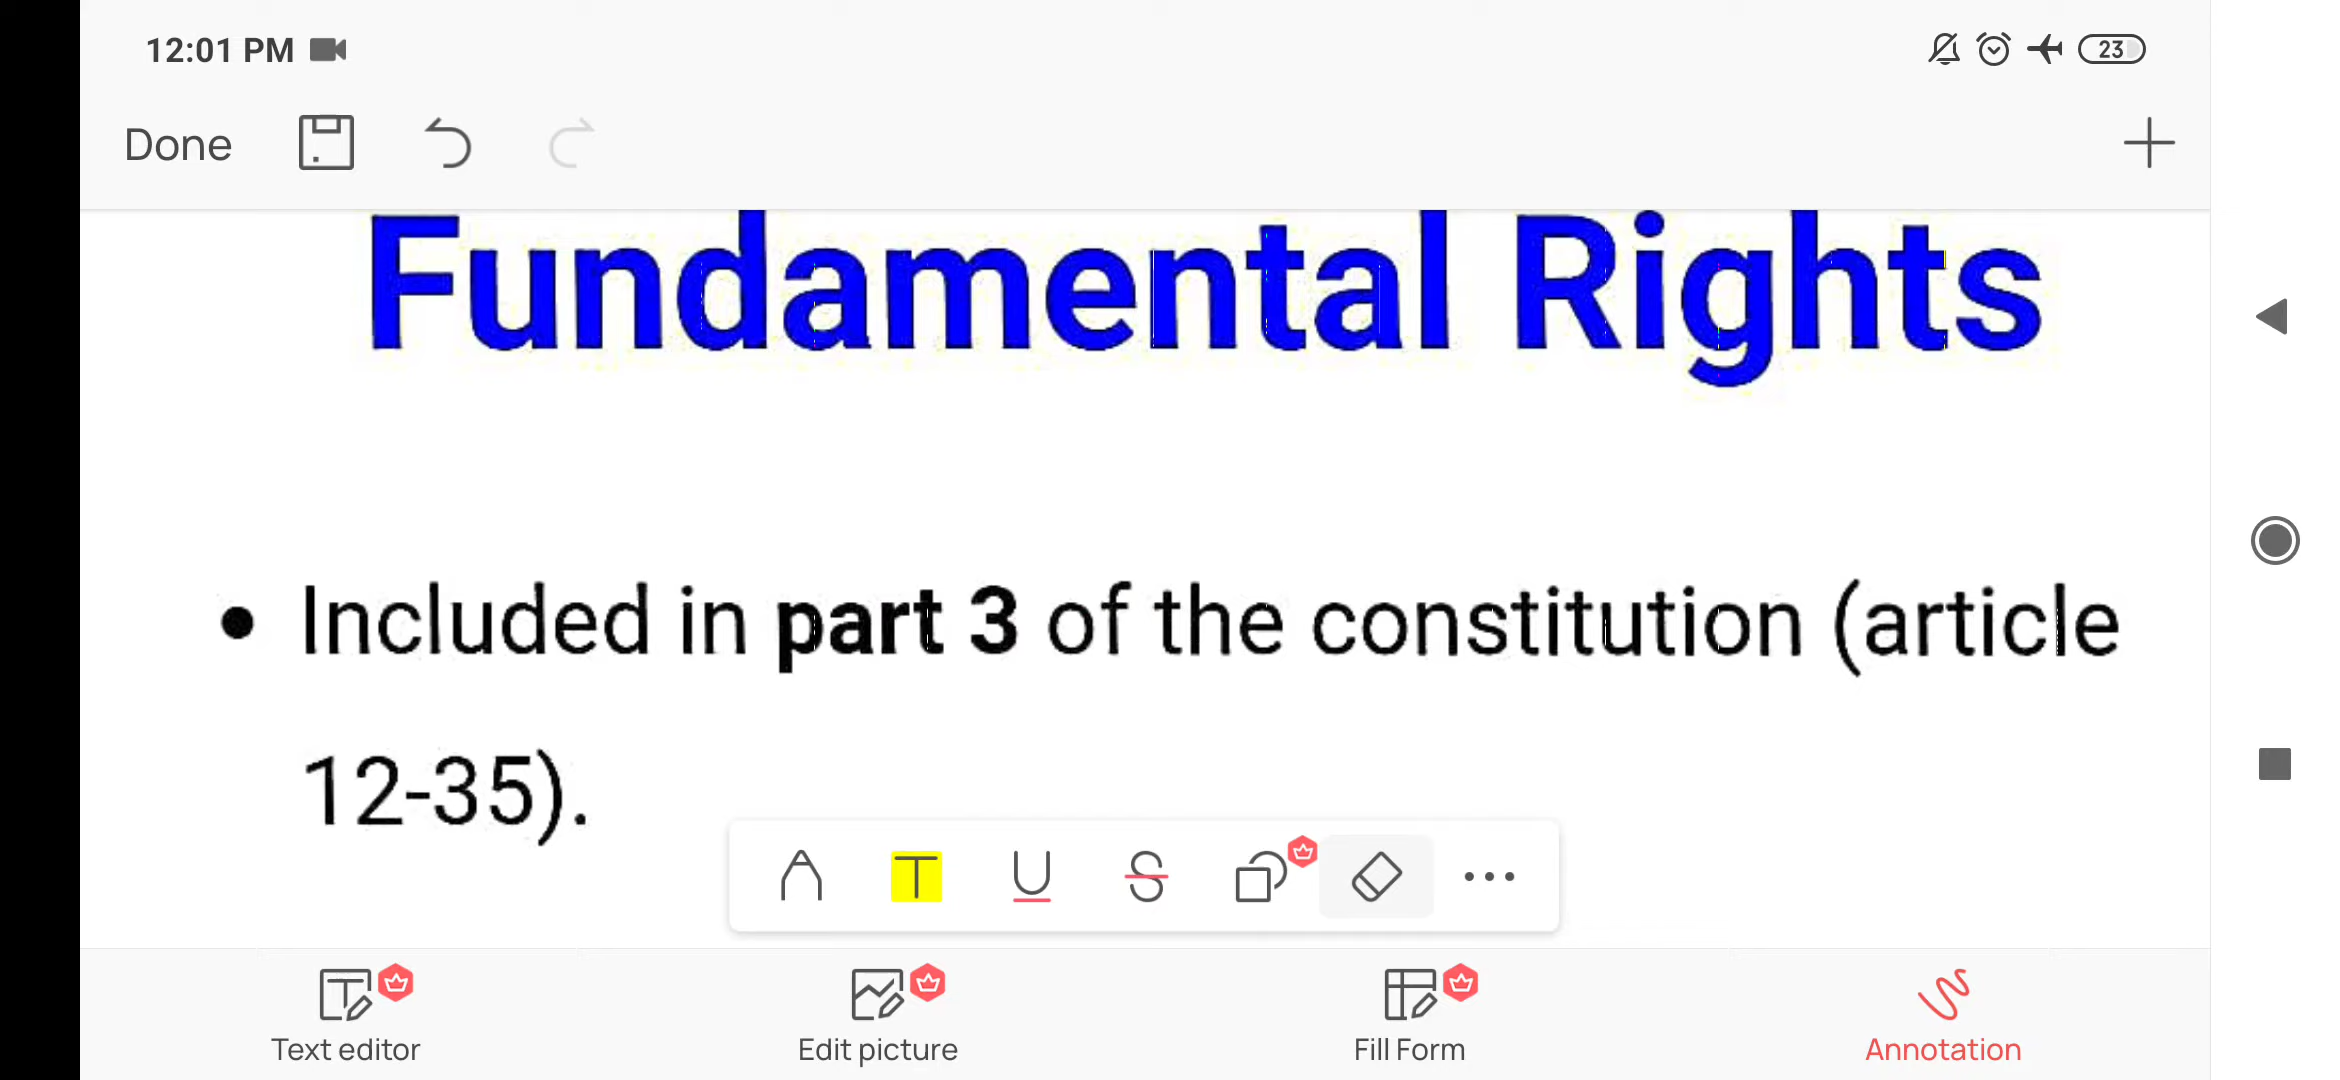 12:01 PM
23
Done
Fundamental Rights
• Included in part 3 of the constitution (article
12-35).
T U S
Text editor
Edit picture
Fill Form
Annotation